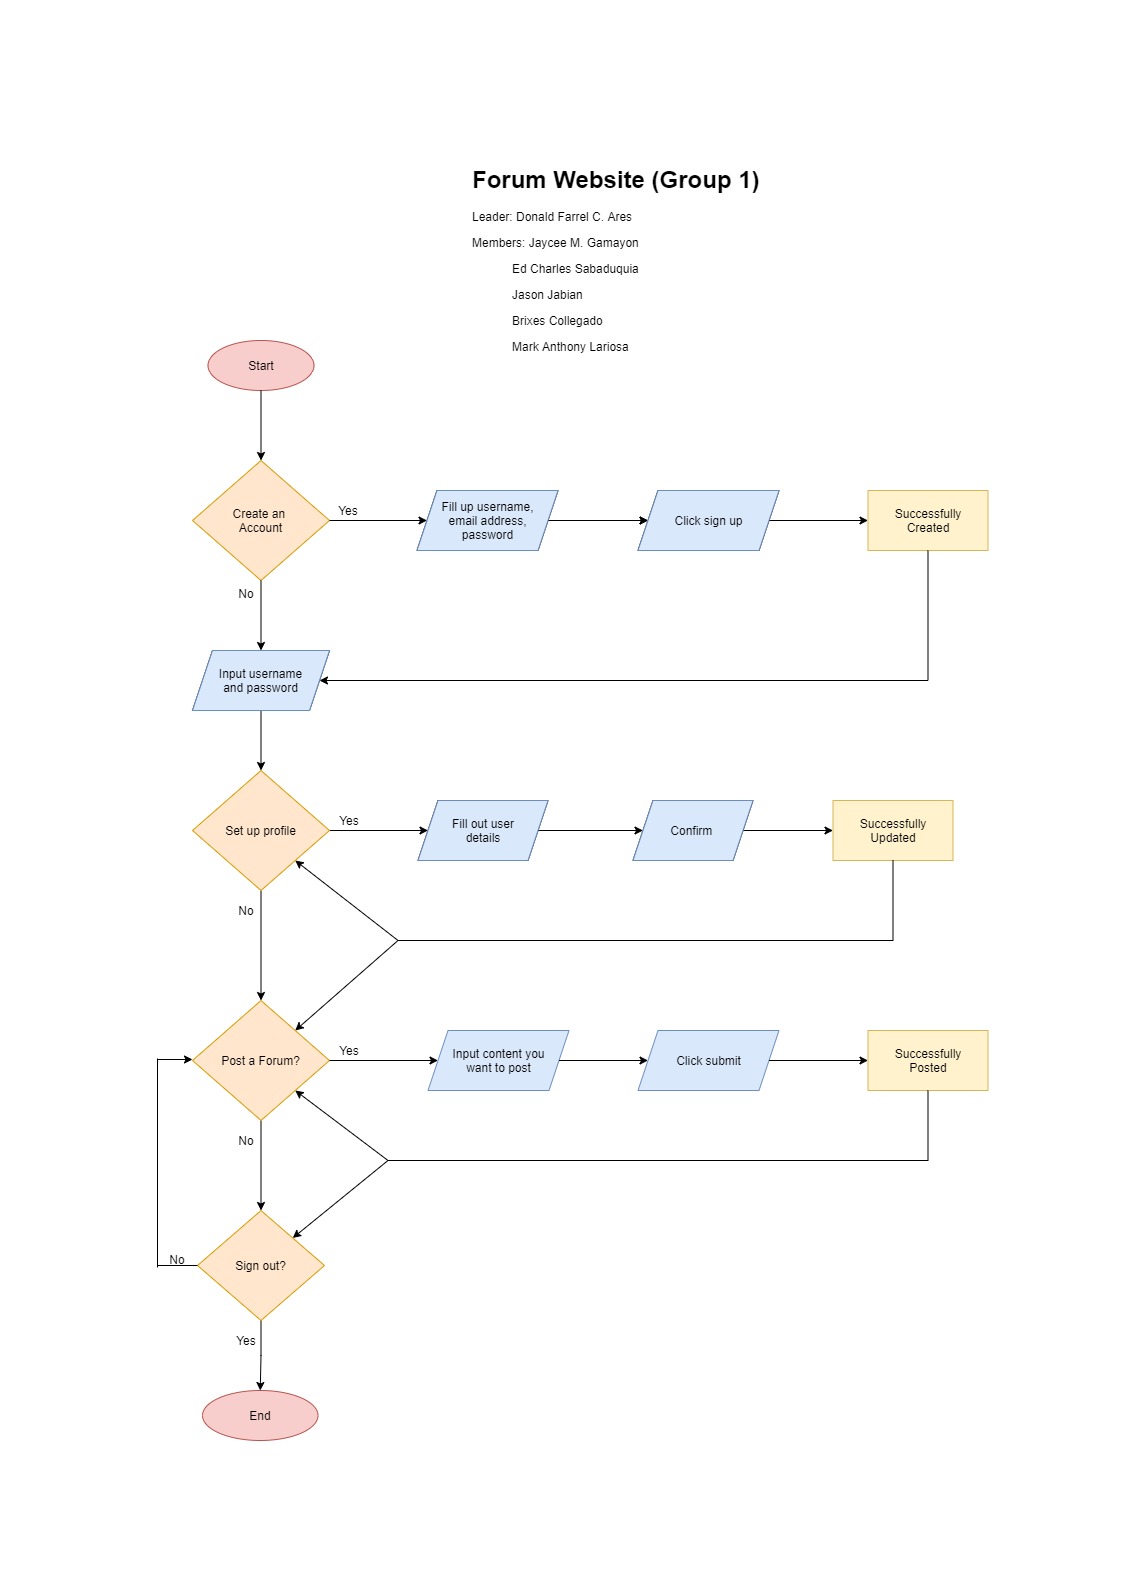 Forum Website (Group 1)
Leader: Donald Farrel C. Ares
Members: Jaycee M. Gamayon
Ed Charles Sabaduquia
Jason Jabian
Brixes Collegado
Mark Anthony Lariosa
Start
Create an
Account
Yes
Fill up username,
email address,
password
Click sign up
Successfully
Created
No
Input username
and password
Set up profile
Yes
Fill out user
details
Confirm
Successfully
Updated
No
Post a Forum?
Yes
Input content you
want to post
Click submit
Successfully
Posted
No
Sign out?
No
Yes
End